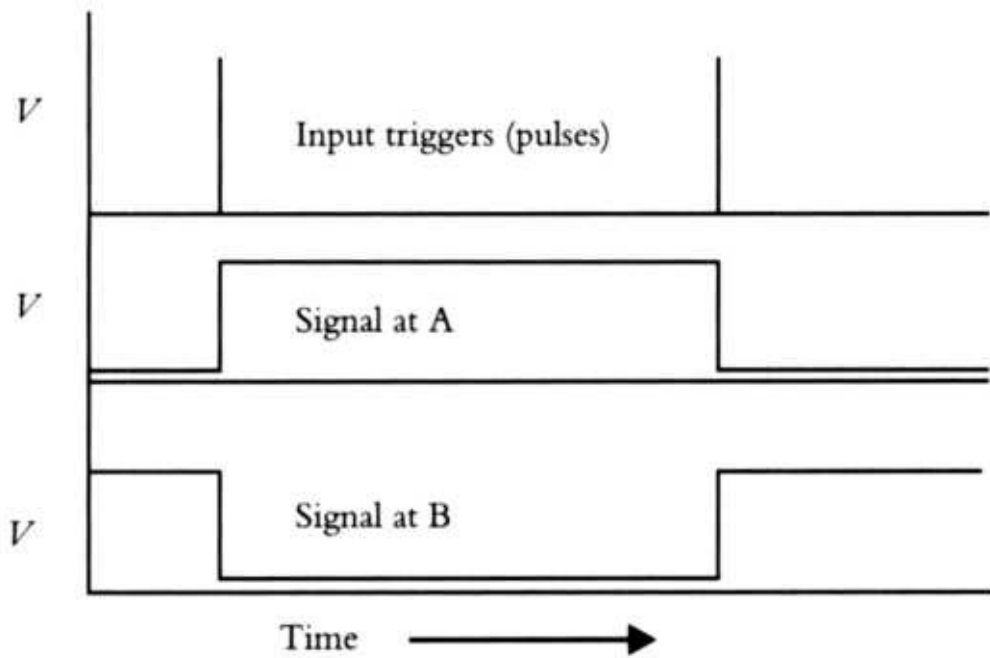 V
Input triggers (pulses)
V
Signal at A
V
Signal at B
Time